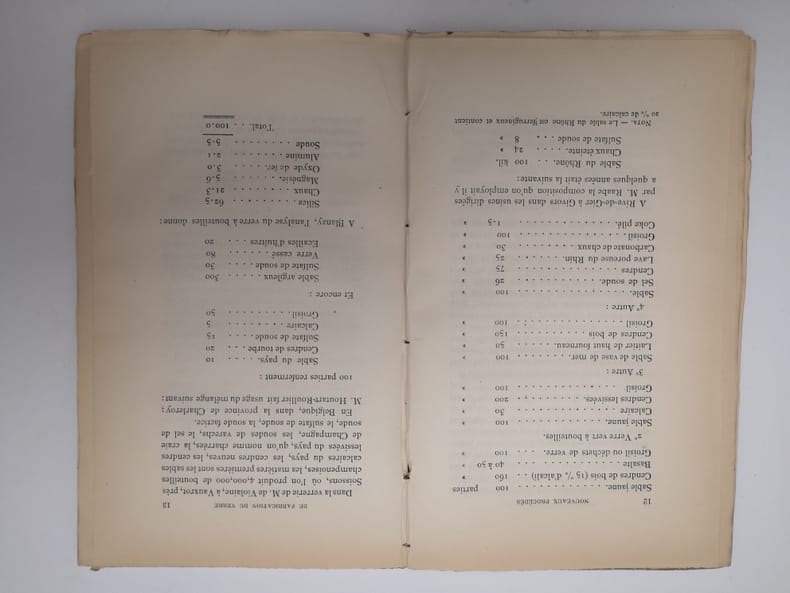 12 NOUVEAUX PROCÉDÉS
Sable jaune. . . . . . . . . . . . 100 parties
Cendres de bois (15 % d'alcali) . . 160 »
Basalte . . . . . . . . . . . . 40 à 50 »
Groisil ou déchets de verre. . . . 100 »
2° Verre vert à bouteilles.
Sable jaune. . . . . . . . . . . . 100 »
Calcaire . . . . . . . . . . . . 30 »
Cendres lessivées. . . . . . . . . 200 »
Groisil. . . . . . . . . . . . . 100 »
3° Autre :
Sable de vase de mer. . . . . . . 100 »
Laitier de haut fourneau. . . . . . 50 »
Cendres de bois . . . . . . . . . 150 »
Groisil . . . . . . . . . . . . 100 »
4° Autre :
Sable. . . . . . . . . . . . . . 100 »
Sel de soude. . . . . . . . . . . 26 »
Cendres . . . . . . . . . . . . 75 »
Lave poreuse du Rhin. . . . . . . 25 »
Carbonate de chaux . . . . . . . . 30 »
Groisil. . . . . . . . . . . . . 100 »
Coke pilé. . . . . . . . . . . . 1.5 »
A Rive-de-Gier à Givors dans les usines dirigées
par M. Raabe la composition qu'on employait il y
a quelques années était la suivante:
Sable du Rhône. . . 100 kil.
Chaux éteinte. . . . . 24 »
Sulfate de soude . . . 8 »
NOTA. — Le sable du Rhône est ferrugineux et contient
20 % de calcaire.
DE FABRICATION DU VERRE 13
Dans la verrerie de M. de Violaine, à Vauxrot, près
Soissons, où l'on produit 4,000,000 de bouteilles
champenoises, les matières premières sont les sables
calcaires du pays, les cendres neuves, les cendres
lessivées du pays, qu'on nomme charrées, la craie
de Champagne, les soudes de varechs, le sel de
soude, le sulfate de soude, la soude factice.
En Belgique, dans la province de Charleroy;
M. Houtart-Roullier fait usage du mélange suivant:
100 parties renferment :
Sable du pays. . . . . 10
Cendres de tourbe . . 20
Sulfate de soude. . . . 15
Calcaire . . . . . . . 5
Groisil . . . . . . . . 50
Et encore :
Sable argileux . . . . . 300
Sulfate de soude . . . . 30
Verre cassé . . . . . . 80
Ecailles d'huîtres . . . 20
A Blanzy, l'analyse du verre à bouteilles donne:
Silice. . . . . . . . . 62.5
Chaux . . . . . . . . 21.3
Magnésie. . . . . . . 5.6
Oxyde de fer. . . . . . 3.0
Alumine . . . . . . . 2.1
Soude . . . . . . . . 5.5
Total. . . . 100.0